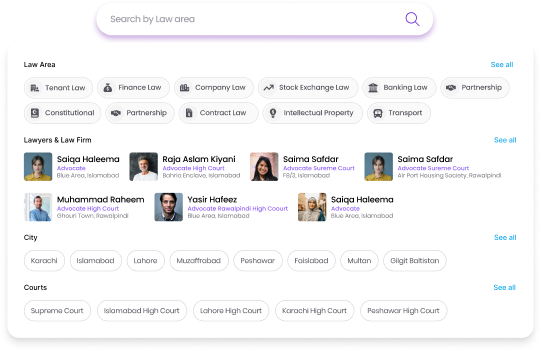 Search by Law area
Law Area See all
Tenant Law Finance Law Company Law Stock Exchange Law Banking Law Partnership
Constitutional Partnership Contract Law Intellectual Property Transport
Lawyers & Law Firm See all
Saiqa Haleema Raja Aslam Kiyani Saima Safdar Saima Safdar
Advocate Advocate High Court Advocate Sureme Court Advocate Sureme Court
Blue Area, Islamabad Bahria Enclave, Islamabad F8/3, Islamabad Air Port Housing Society, Rawalpindi
Muhammad Raheem Yasir Hafeez Saiqa Haleema
Advocate High Court Advocate Rawalpindi High Coourt Advocate
Ghouri Town, Rawalpindi Blue Area, Islamabad Blue Area, Islamabad
City See all
Karachi Islamabad Lahore Muzaffrabad Peshawar Faislabad Multan Gilgit Baltistan
Courts See all
Supreme Court Islamabad High Court Lahore High Court Karachi High Court Peshawar High Court